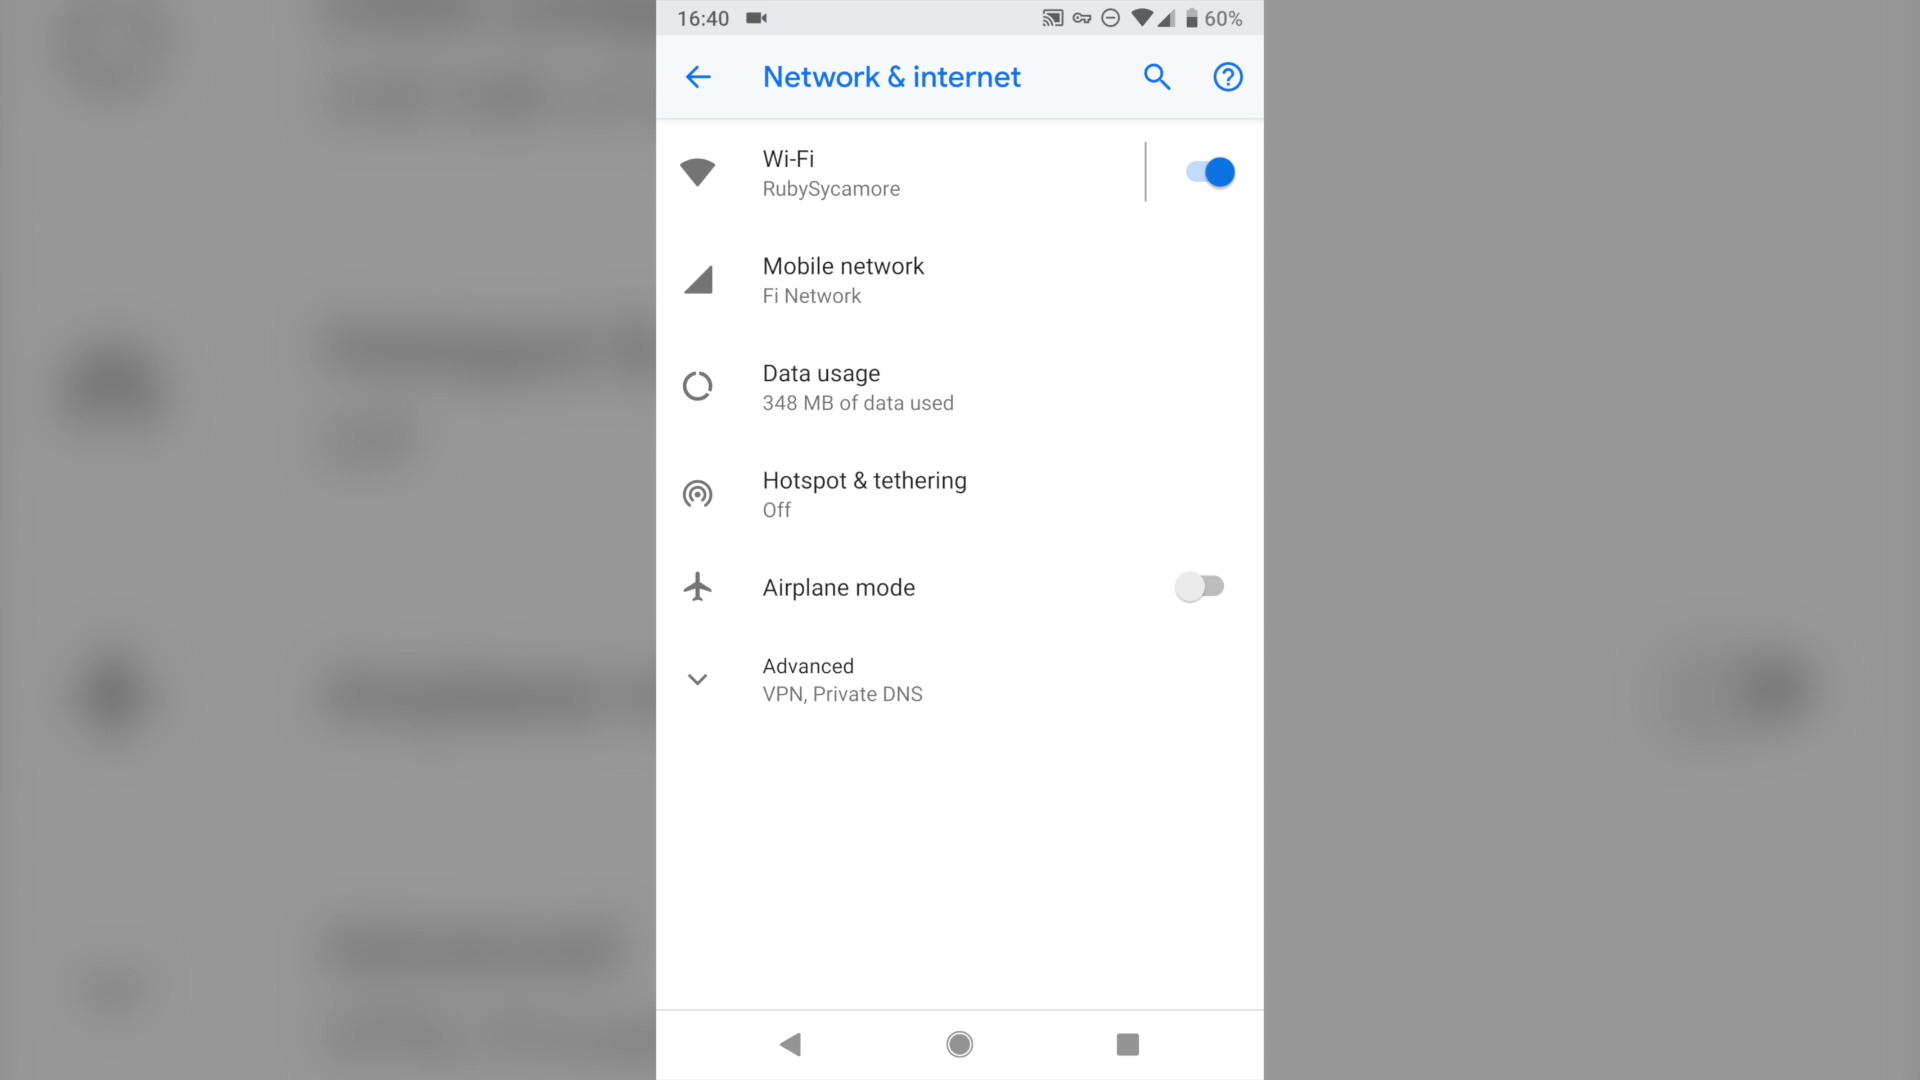 16:40
60%
Network & internet
Wi-Fi
RubySycamore
Mobile network
Fi Network
Data usage
348 MB of data used
Hotspot & tethering
Off
Airplane mode
Advanced
VPN, Private DNS